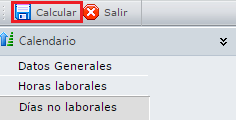 Calcular Salir
Calendario
Datos Generales
Horas laborales
Días no laborales